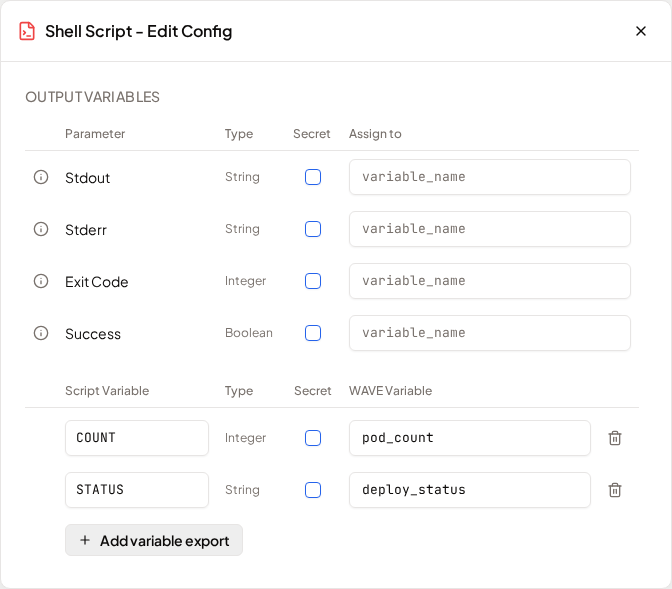 Shell Script - Edit Config
OUTPUT VARIABLES
Parameter Type Secret Assign to
Stdout String variable_name
Stderr String variable_name
Exit Code Integer variable_name
Success Boolean variable_name
Script Variable Type Secret WAVE Variable
COUNT Integer pod_count
STATUS String deploy_status
+ Add variable export